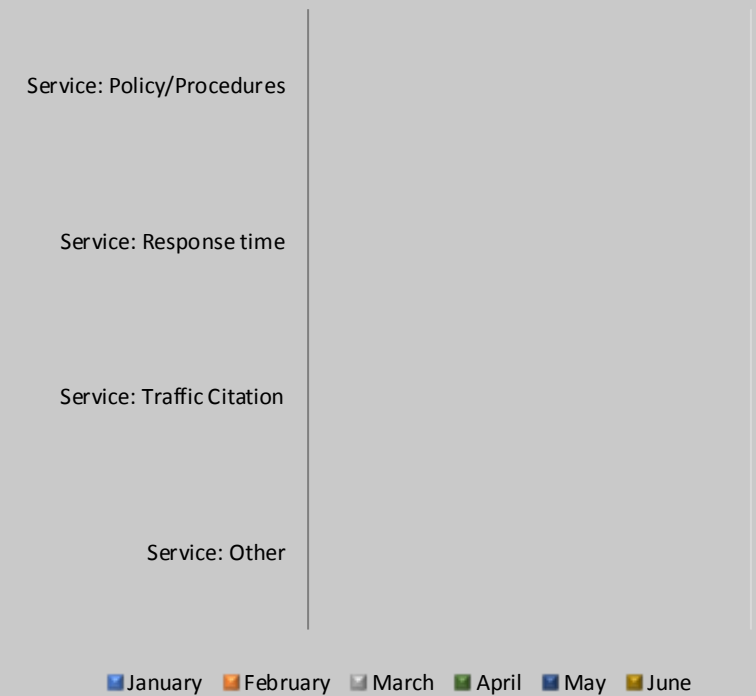 Service: Policy/Procedures
Service: Response time
Service: Traffic Citation
Service: Other
January February March April May June